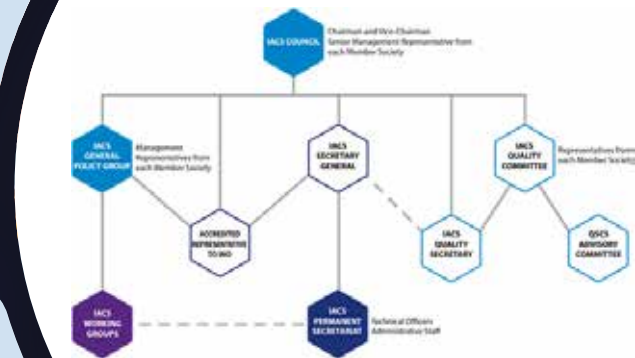 IACS COUNCIL
Chairman and Vice-Chairman
Senior Management Representative from
each Member Society
IACS
GENERAL
POLICY GROUP
Management
Representatives from
each Member Society
IACS
SECRETARY
GENERAL
IACS
QUALITY
COMMITTEE
Representatives from
each Member Society
ACCREDITED
REPRESENTATIVE
TO IMO
IACS
QUALITY
SECRETARY
QSCS
ADVISORY
COMMITTEE
IACS
WORKING
GROUPS
IACS
PERMANENT
SECRETARIAT
Technical Officers
Administrative Staff